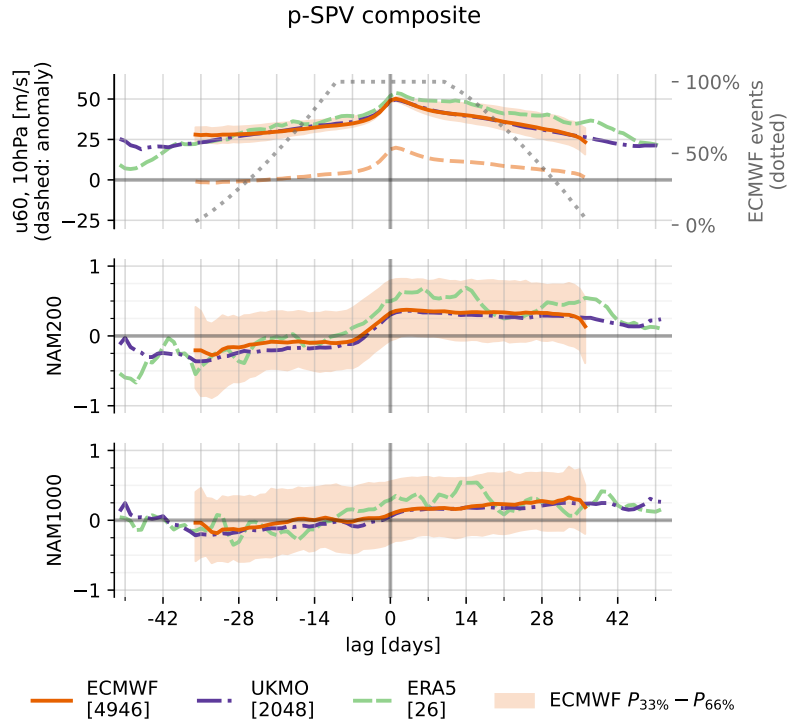 p-SPV composite
u60, 10hPa [m/s]
(dashed: anomaly)
50
25
0
−25
100%
50%
0%
ECMWF events
(dotted)
NAM200
1
0
−1
NAM1000
1
0
−1
-42
-28
-14
0
14
28
42
lag [days]
ECMWF
[4946]
UKMO
[2048]
ERA5
[26]
ECMWF P33% − P66%